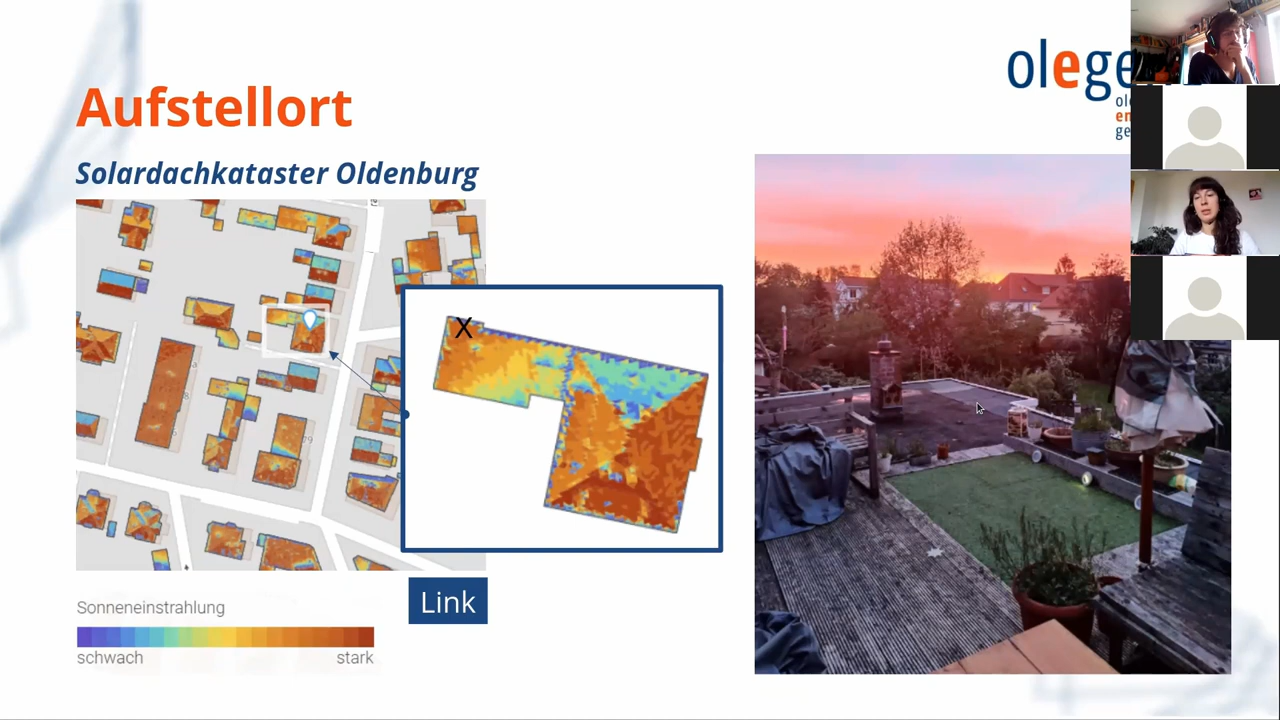 Aufstellort
Solardachkataster Oldenburg
olege
X
Link
Sonneneinstrahlung
schwach
stark